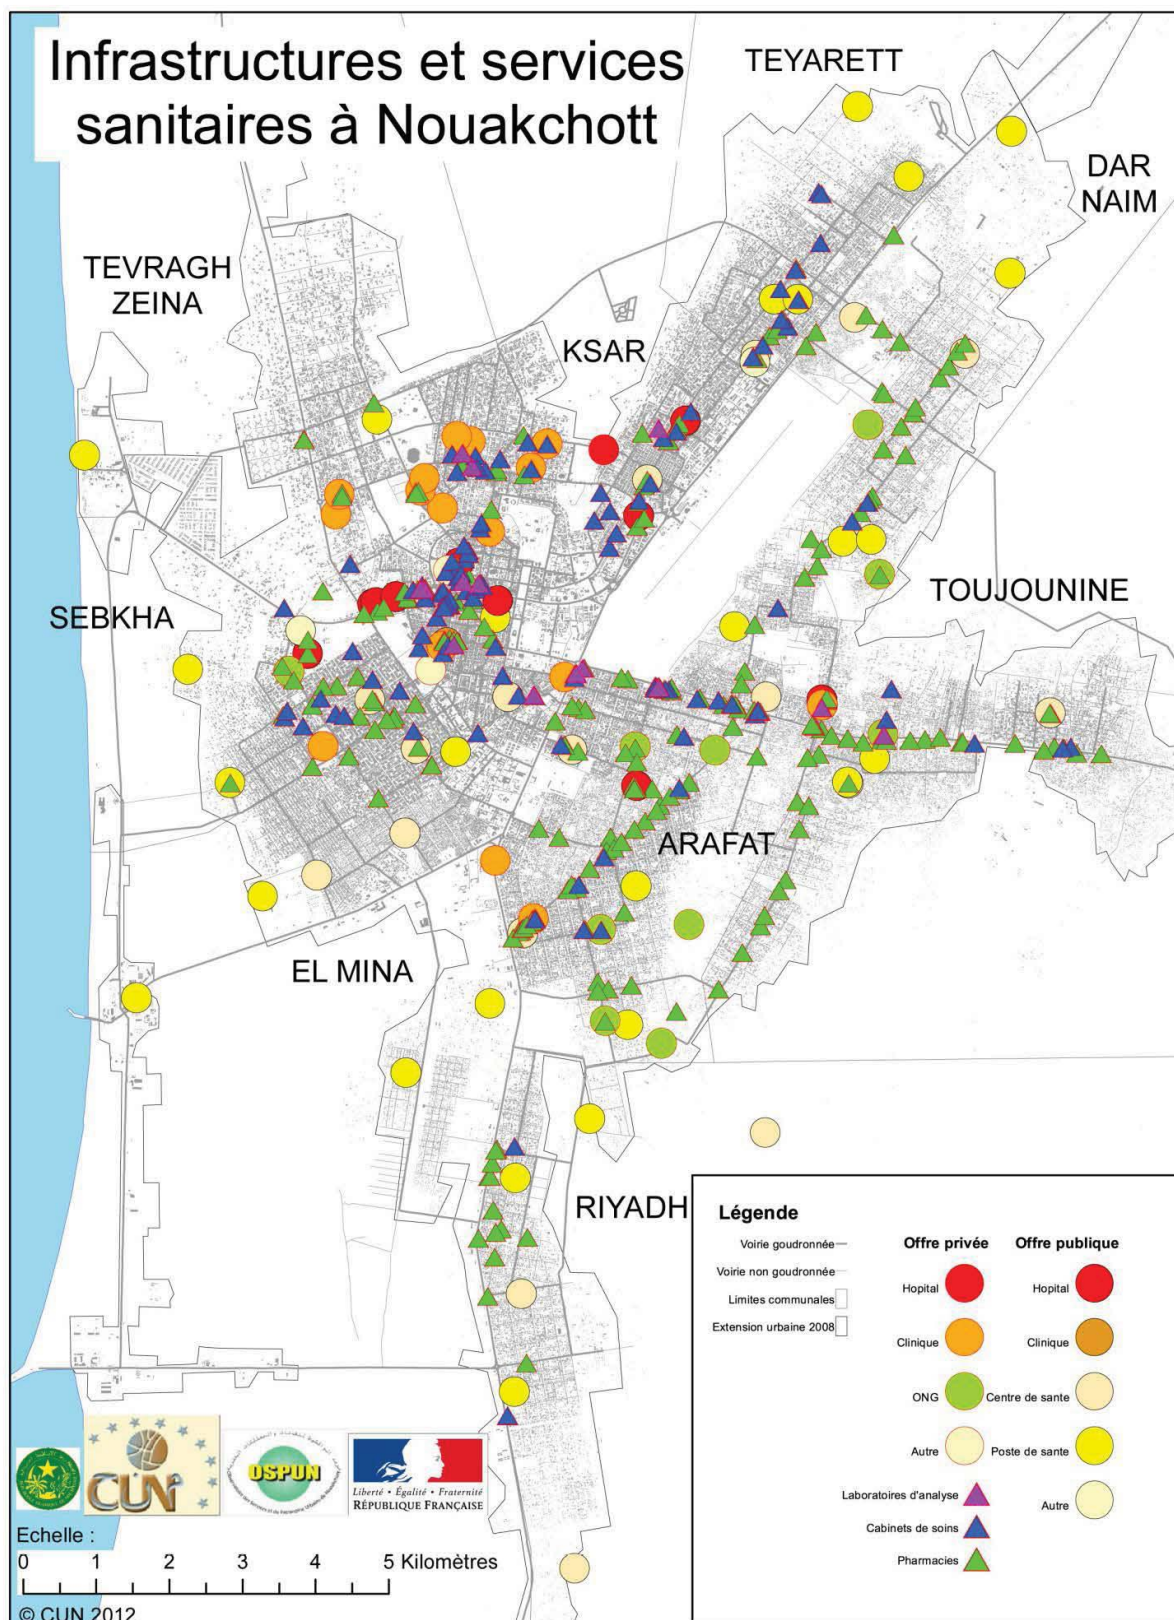 Infrastructures et services
sanitaires à Nouakchott
TEYARETT
DAR
NAIM
TEVRAGH
ZEINA
KSAR
SEBKHA
TOUJOUNINE
ARAFAT
EL MINA
RIYADH
Légende
Voirie goudronnée
Voirie non goudronnée
Limites communales
Extension urbaine 2008
Offre privée
Offre publique
Hopital
Hopital
Clinique
Clinique
ONG
Centre de sante
Autre
Poste de sante
Laboratoires d'analyse
Autre
Cabinets de soins
Pharmacies
CUN
OSPUN
Liberté • Égalité • Fraternité
RÉPUBLIQUE FRANÇAISE
Echelle :
0 1 2 3 4 5 Kilomètres
© CUN 2012